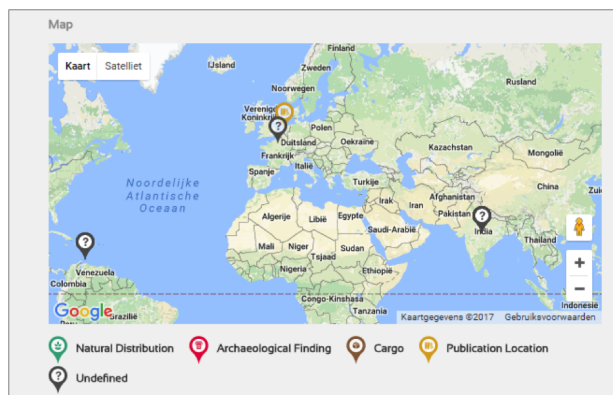 Map
Kaart Satelliet
IJsland
Finland
Zweden
Noorwegen
Rusland
Verenigd
Koninkrijk
Polen
Duitsland
Oekraïne
Kazachstan
Mongolië
Frankrijk
Italië
Spanje
Turkije
Noordelijke
Atlantische
Oceaan
China
Afghanistan
Irak
Iran
Pakistan
Algerije
Libië
Egypte
Saudi-Arabië
India
Thailand
Mali
Niger
Tsjaad
Sudan
Nigeria
Ethiopië
Venezuela
Colombia
Congo-Kinshasa
Tanzania
Indonesië
Google
Brazilië
Kaartgegevens ©2017 Gebruiksvoorwaarden
Natural Distribution Archaeological Finding Cargo Publication Location
Undefined